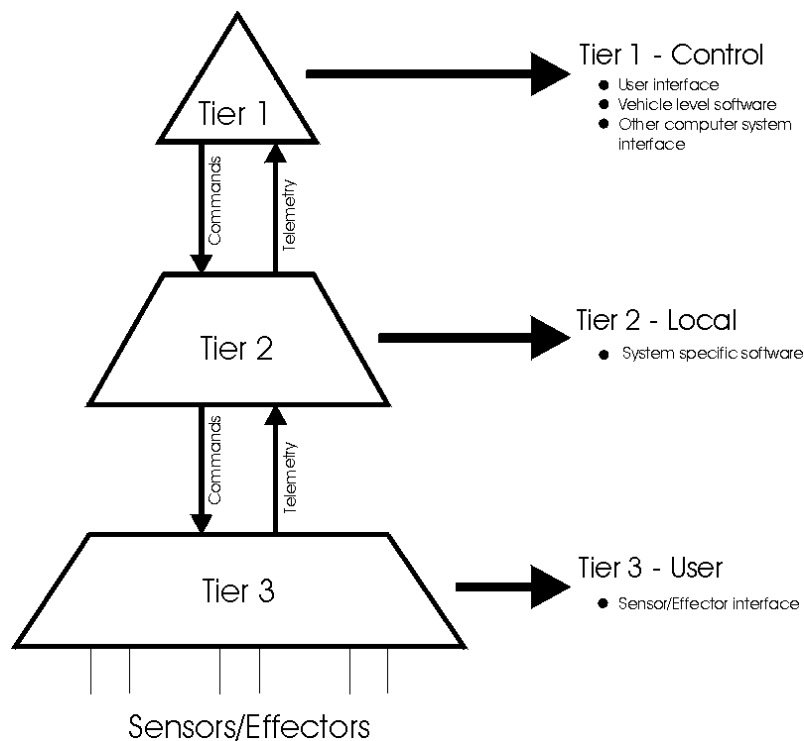 Tier 1
Tier 1 - Control
User interface
Vehicle level software
Other computer system
interface
Commands
Telemetry
Tier 2
Tier 2 - Local
System specific software
Commands
Telemetry
Tier 3
Tier 3 - User
Sensor/Effector interface
Sensors/Effectors